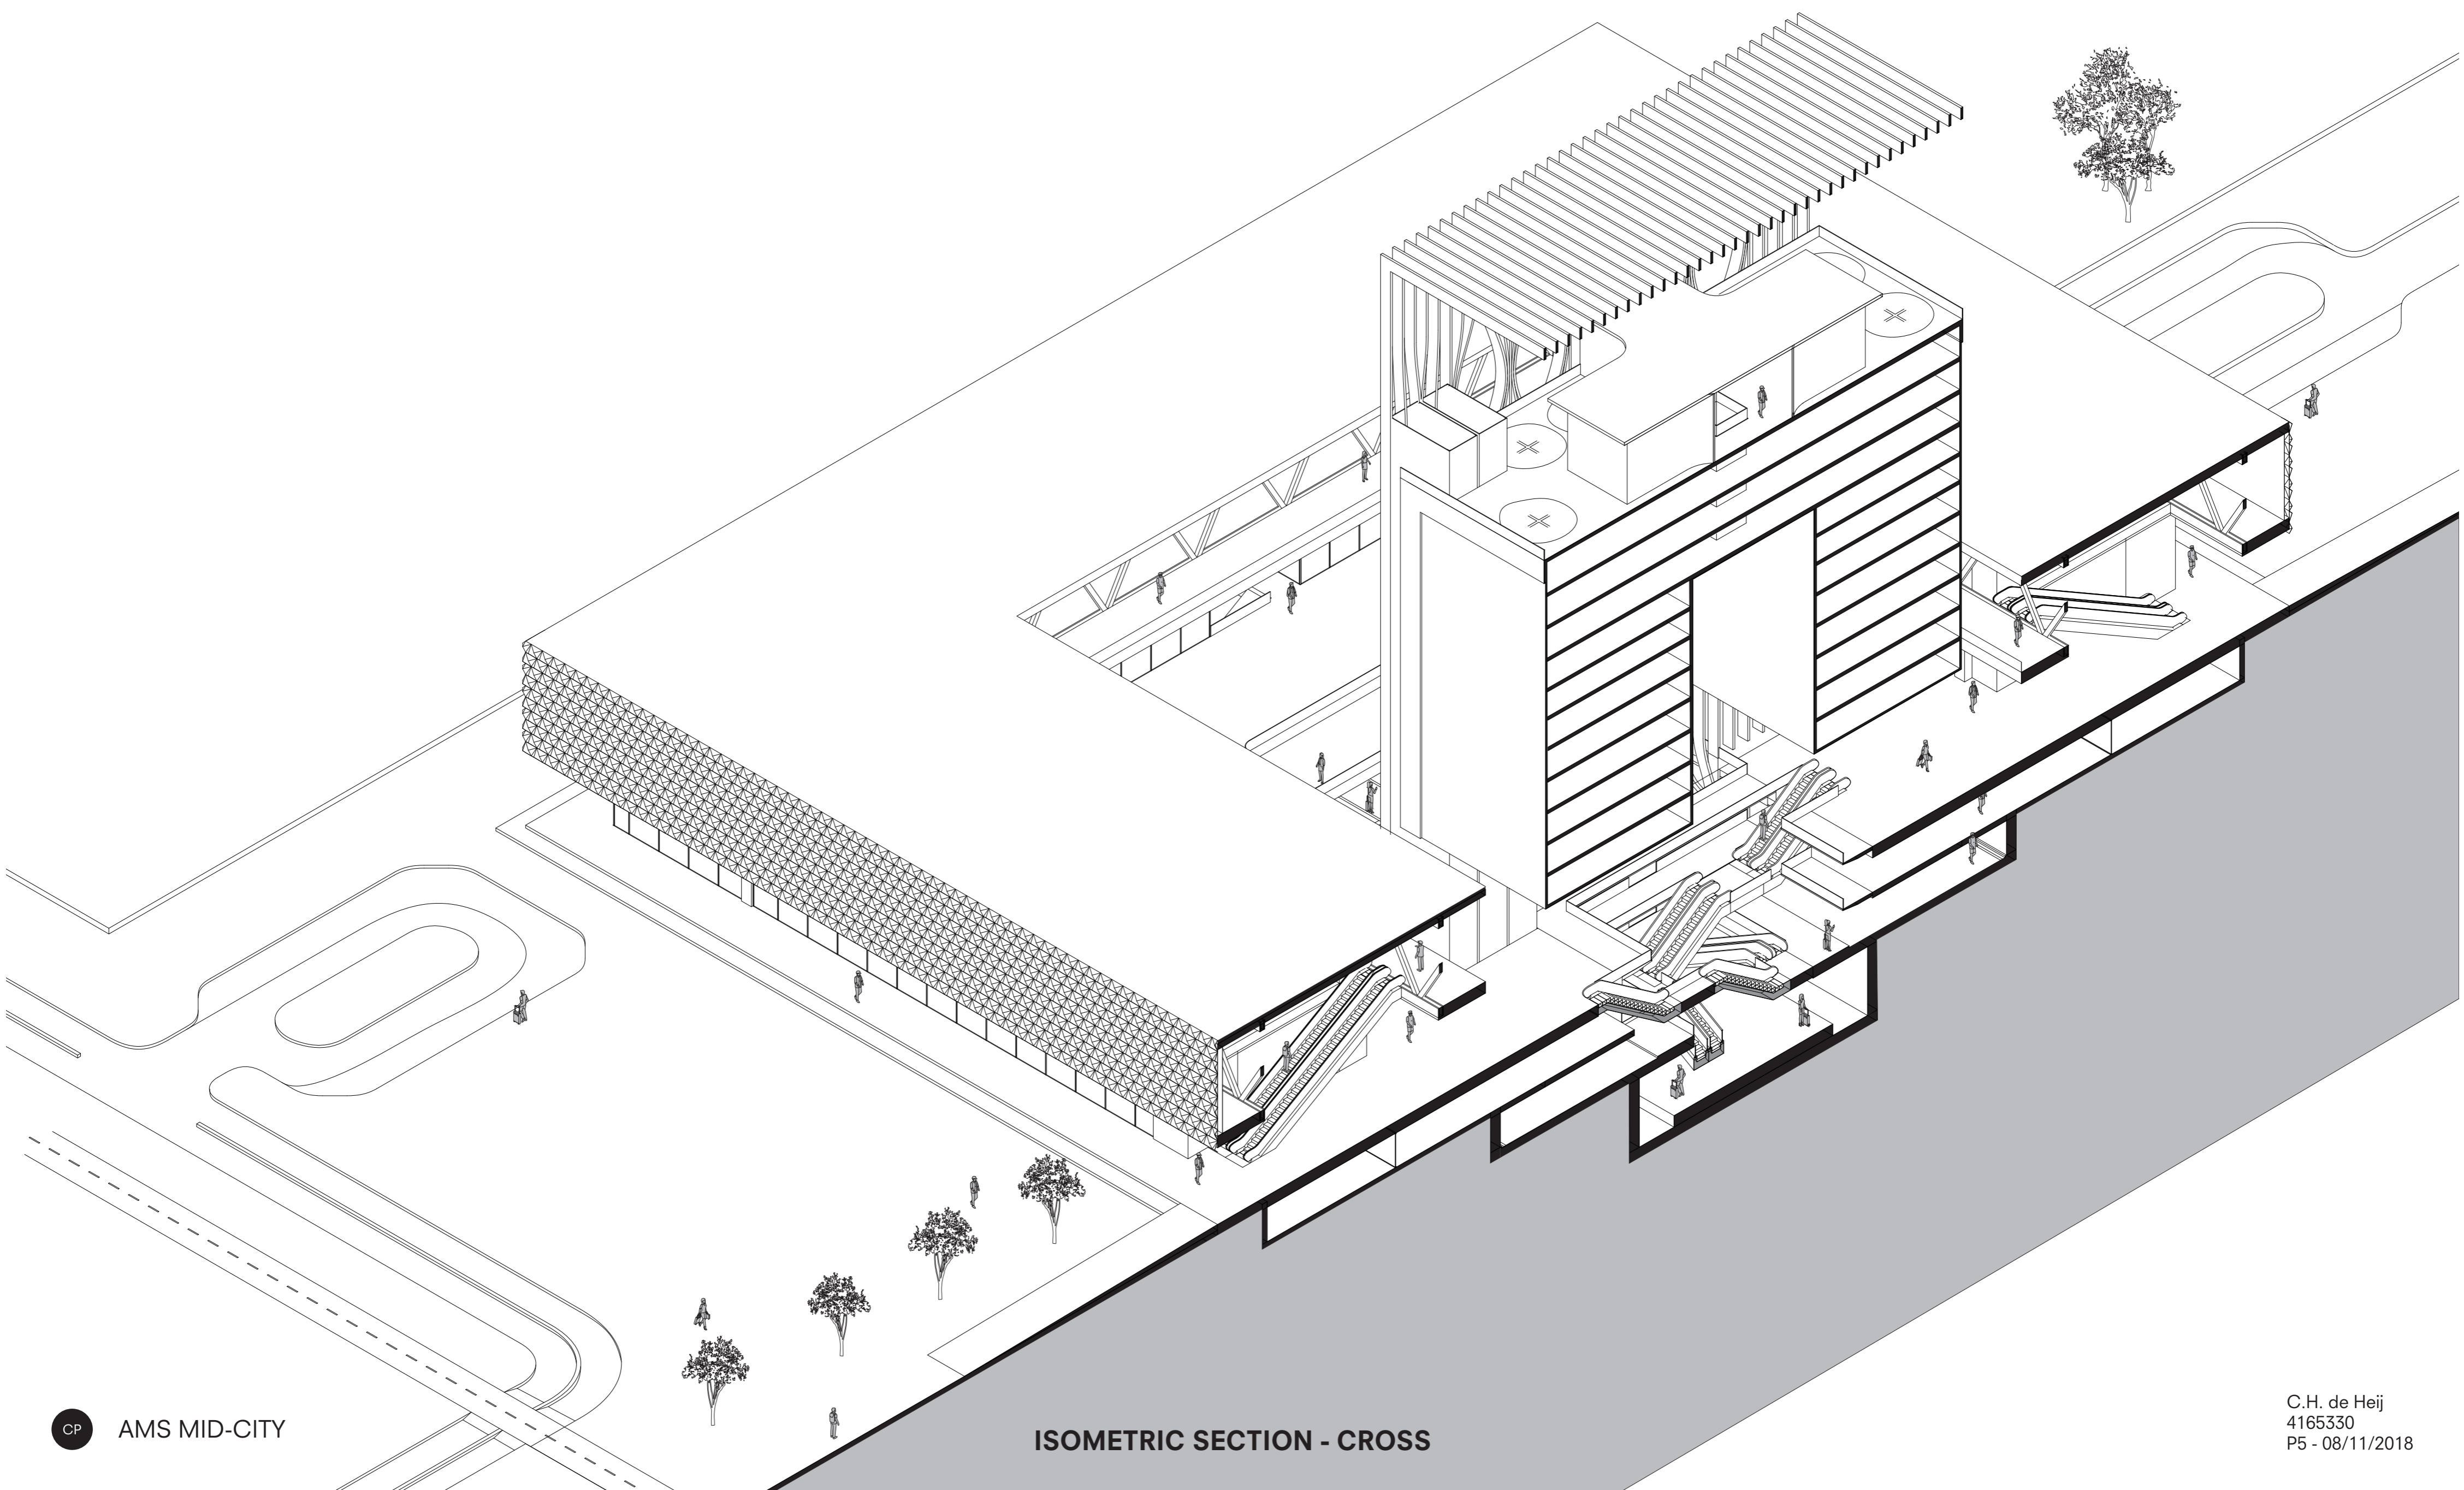 CP
AMS MID-CITY
ISOMETRIC SECTION - CROSS
C.H. de Heij
4165330
P5 - 08/11/2018